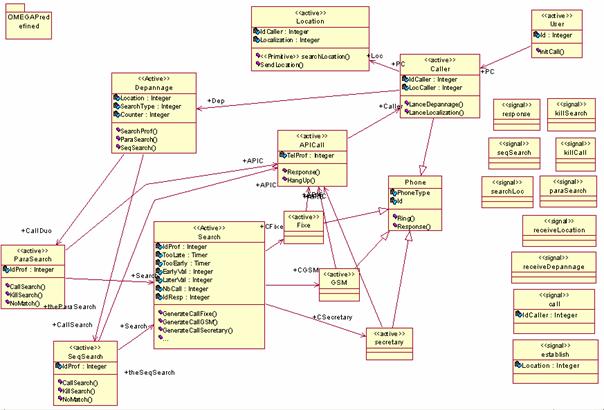 OMEGAPred
efined
<<active>>
Location
IdCaller : Integer
Localization : Integer
<<Primitive>> searchLocation()
SendLocation()
<<active>>
User
Id : Integer
InitCall()
+Loc
+PC
+PC
<<active>>
Caller
IdCaller : Integer
LocCaller : Integer
LanceDepannage()
LanceLocalization()
<<Active>>
Depannage
Location : Integer
SearchType : Integer
Counter : Integer
SearchProf()
ParaSearch()
SeqSearch()
+Dep
+Caller
<<active>>
APICall
TelProf : Integer
Response()
HangUp()
+APIC
+APIC
+APIC
<<signal>>
response
<<signal>>
killSearch
<<signal>>
seqSearch
<<signal>>
killCall
<<signal>>
searchLoc
<<signal>>
paraSearch
<<signal>>
receiveLocation
<<signal>>
receiveDepannage
<<signal>>
call
IdCaller : Integer
<<signal>>
establish
Location : Integer
Phone
PhoneType
Id
Ring()
Response()
+CallDuo
<<active>>
ParaSearch
IdProf : Integer
CallSearch()
KillSearch()
NoMatch()
+Search
+theParaSearch
<<active>>
Search
IdProf : Integer
TooLate : Timer
TooEarly : Timer
EarlyVal : Integer
LaterVal : Integer
NbCall : Integer
IdResp : Integer
GenerateCallFixe()
GenerateCallGSM()
GenerateCallSecretary()
...
+CFixe
<<active>>
Fixe
+CGSM
<<active>>
GSM
+CSecretary
<<active>>
secretary
+CallSearch
+Search
+theSeqSearch
<<active>>
SeqSearch
IdProf : Integer
CallSearch()
KillSearch()
NoMatch()